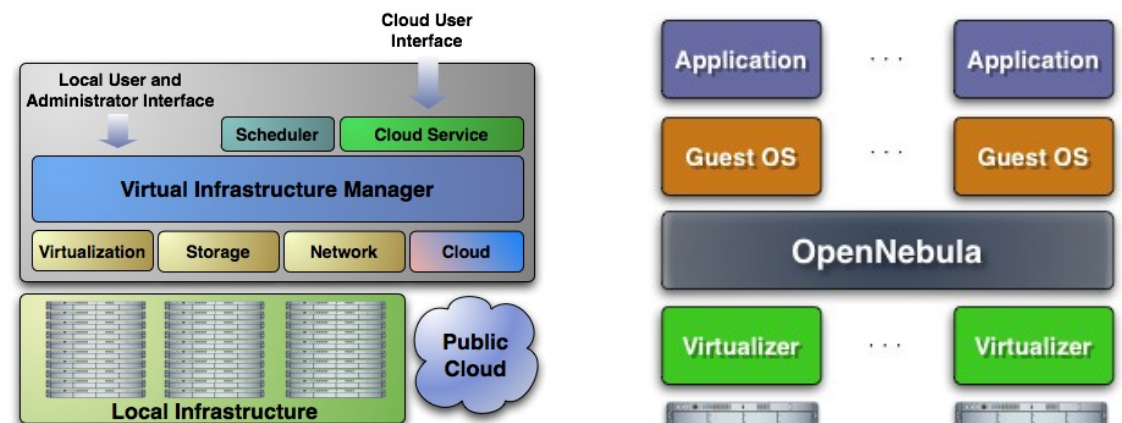 Cloud User
Interface
Local User and
Administrator Interface
Scheduler
Cloud Service
Virtual Infrastructure Manager
Virtualization
Storage
Network
Cloud
Public
Cloud
Local Infrastructure
Application
. . .
Application
Guest OS
. . .
Guest OS
OpenNebula
Virtualizer
. . .
Virtualizer